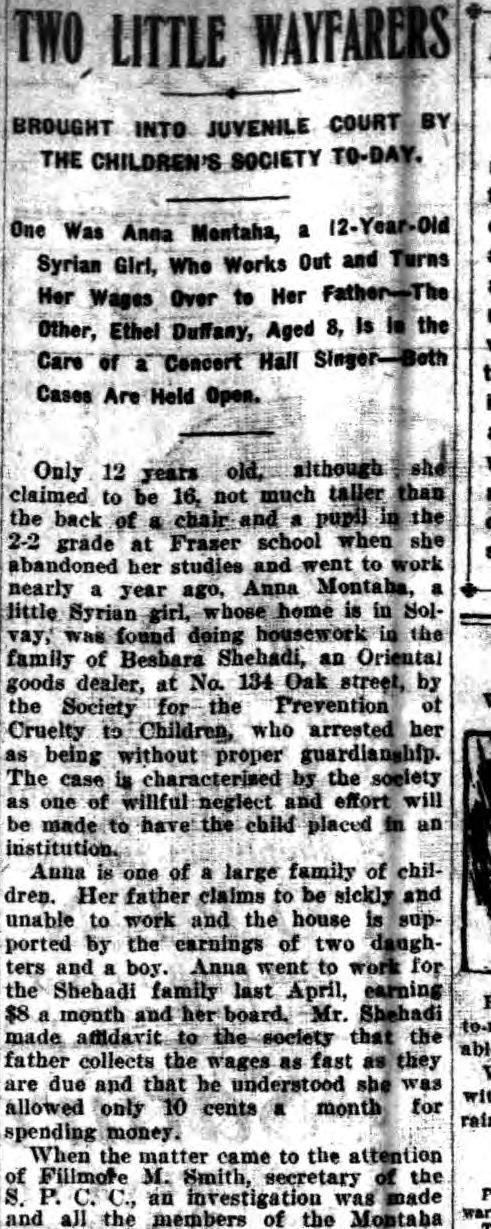 TWO LITTLE WAYFARERS
BROUGHT INTO JUVENILE COURT BY
THE CHILDREN'S SOCIETY TO-DAY.
One Was Anna Montaha, a 12-Year-Old
Syrian Girl, Who Works Out and Turns
Her Wages Over to Her Father—The
Other, Ethel Duffany, Aged 8, Is in the
Care of a Concert Hall Singer—Both
Cases Are Held Open.
Only 12 years old, although she
claimed to be 16, not much taller than
the back of a chair and a pupil in the
2-2 grade at Fraser school when she
abandoned her studies and went to work
nearly a year ago, Anna Montaha, a
little Syrian girl, whose home is in Sol-
vay, was found doing housework in the
family of Beshara Shehadi, an Oriental
goods dealer, at No. 134 Oak street, by
the Society for the Prevention of
Cruelty to Children, who arrested her
as being without proper guardianship.
The case is characterised by the society
as one of willful neglect and effort will
be made to have the child placed in an
institution.
Anna is one of a large family of chil-
dren. Her father claims to be sickly and
unable to work and the house is sup-
ported by the earnings of two daugh-
ters and a boy. Anna went to work for
the Shehadi family last April, earning
$8 a month and her board. Mr. Shehadi
made affidavit to the society that the
father collects the wages as fast as they
are due and that he understood she was
allowed only 10 cents a month for
spending money.
When the matter came to the attention
of Fillmore M. Smith, secretary of the
S. P. C. C., an investigation was made
and all the members of the Montaha